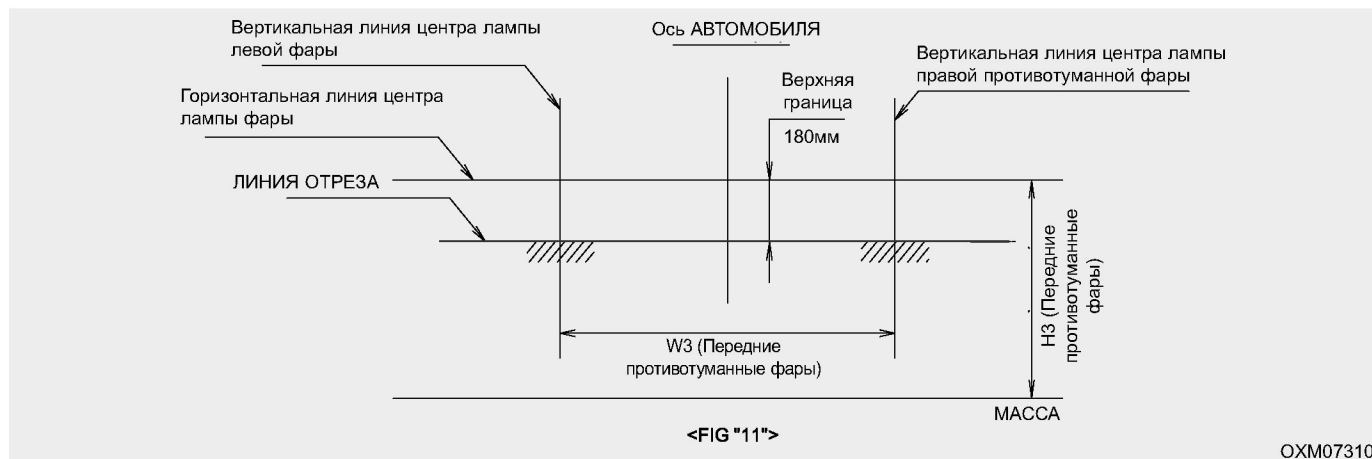 Вертикальная линия центра лампы
левой фары
Ось АВТОМОБИЛЯ
Вертикальная линия центра лампы
правой противотуманной фары
Верхняя
граница
180мм
Горизонтальная линия центра
лампы фары
ЛИНИЯ ОТРЕЗА
H3 (Передние
противотуманные
фары)
W3 (Передние
противотуманные фары)
МАССА
<FIG "11">
OXM07310